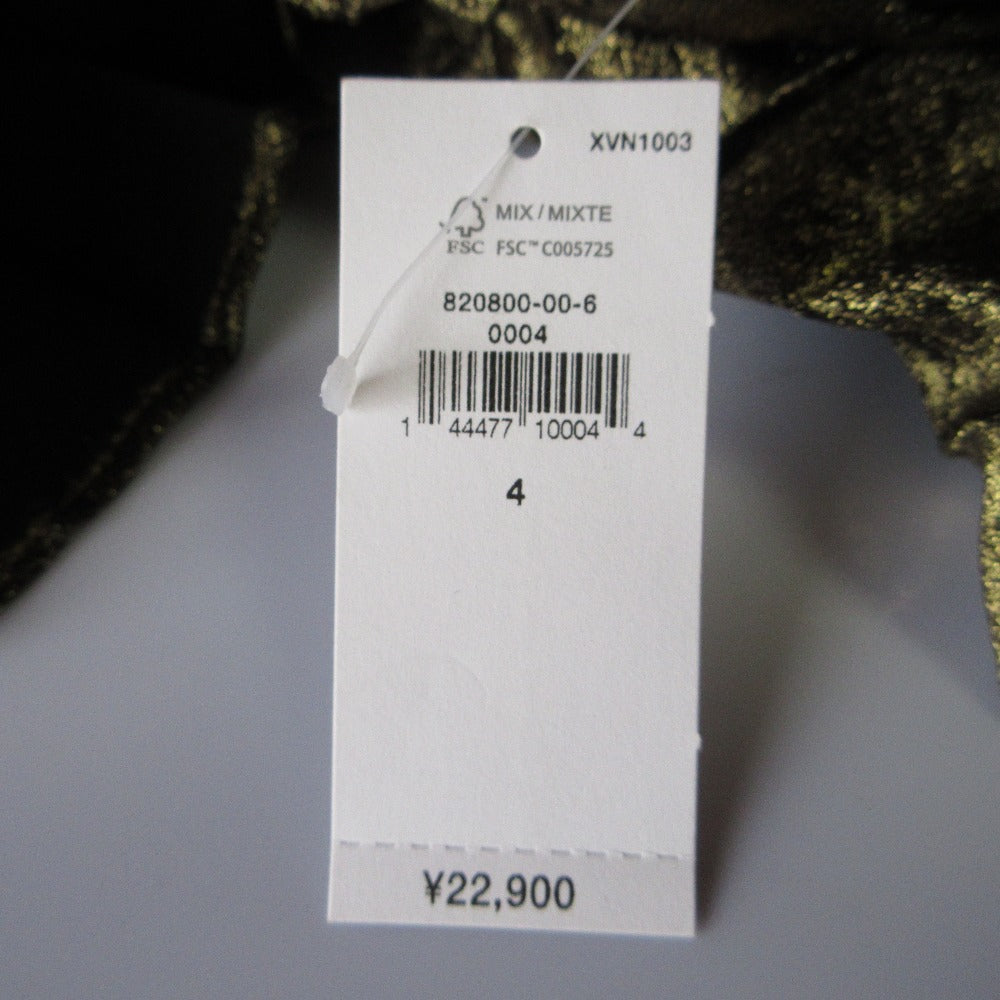 XVN1003
MIX / MIXTE
FSC FSC™ C005725
820800-00-6
0004
1 44477 10004 4
4
¥22,900